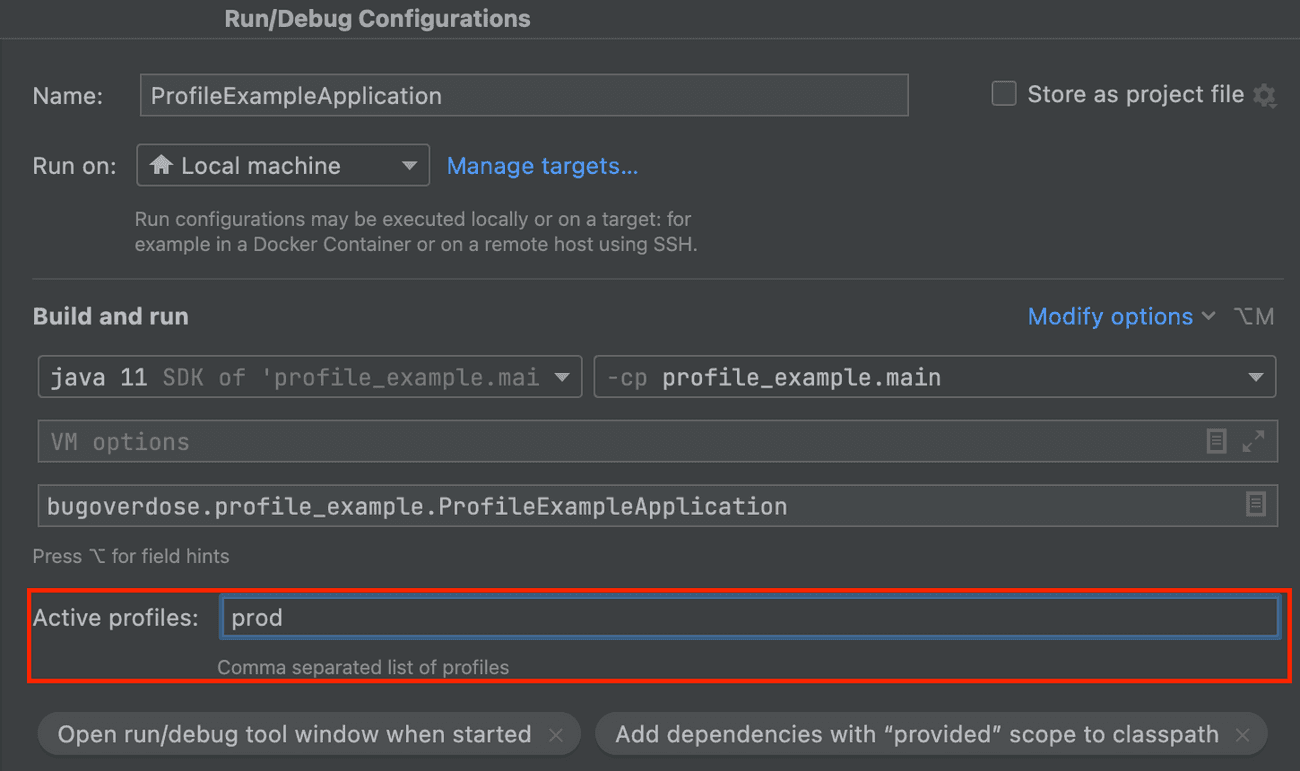 Run/Debug Configurations
Name: ProfileExampleApplication Store as project file
Run on: Local machine Manage targets...
Run configurations may be executed locally or on a target: for
example in a Docker Container or on a remote host using SSH.
Build and run Modify options ⌥M
java 11 SDK of 'profile_example.mai -cp profile_example.main
VM options
bugoverdose.profile_example.ProfileExampleApplication
Press ⌥ for field hints
Active profiles: prod
Comma separated list of profiles
Open run/debug tool window when started × Add dependencies with “provided” scope to classpath ×